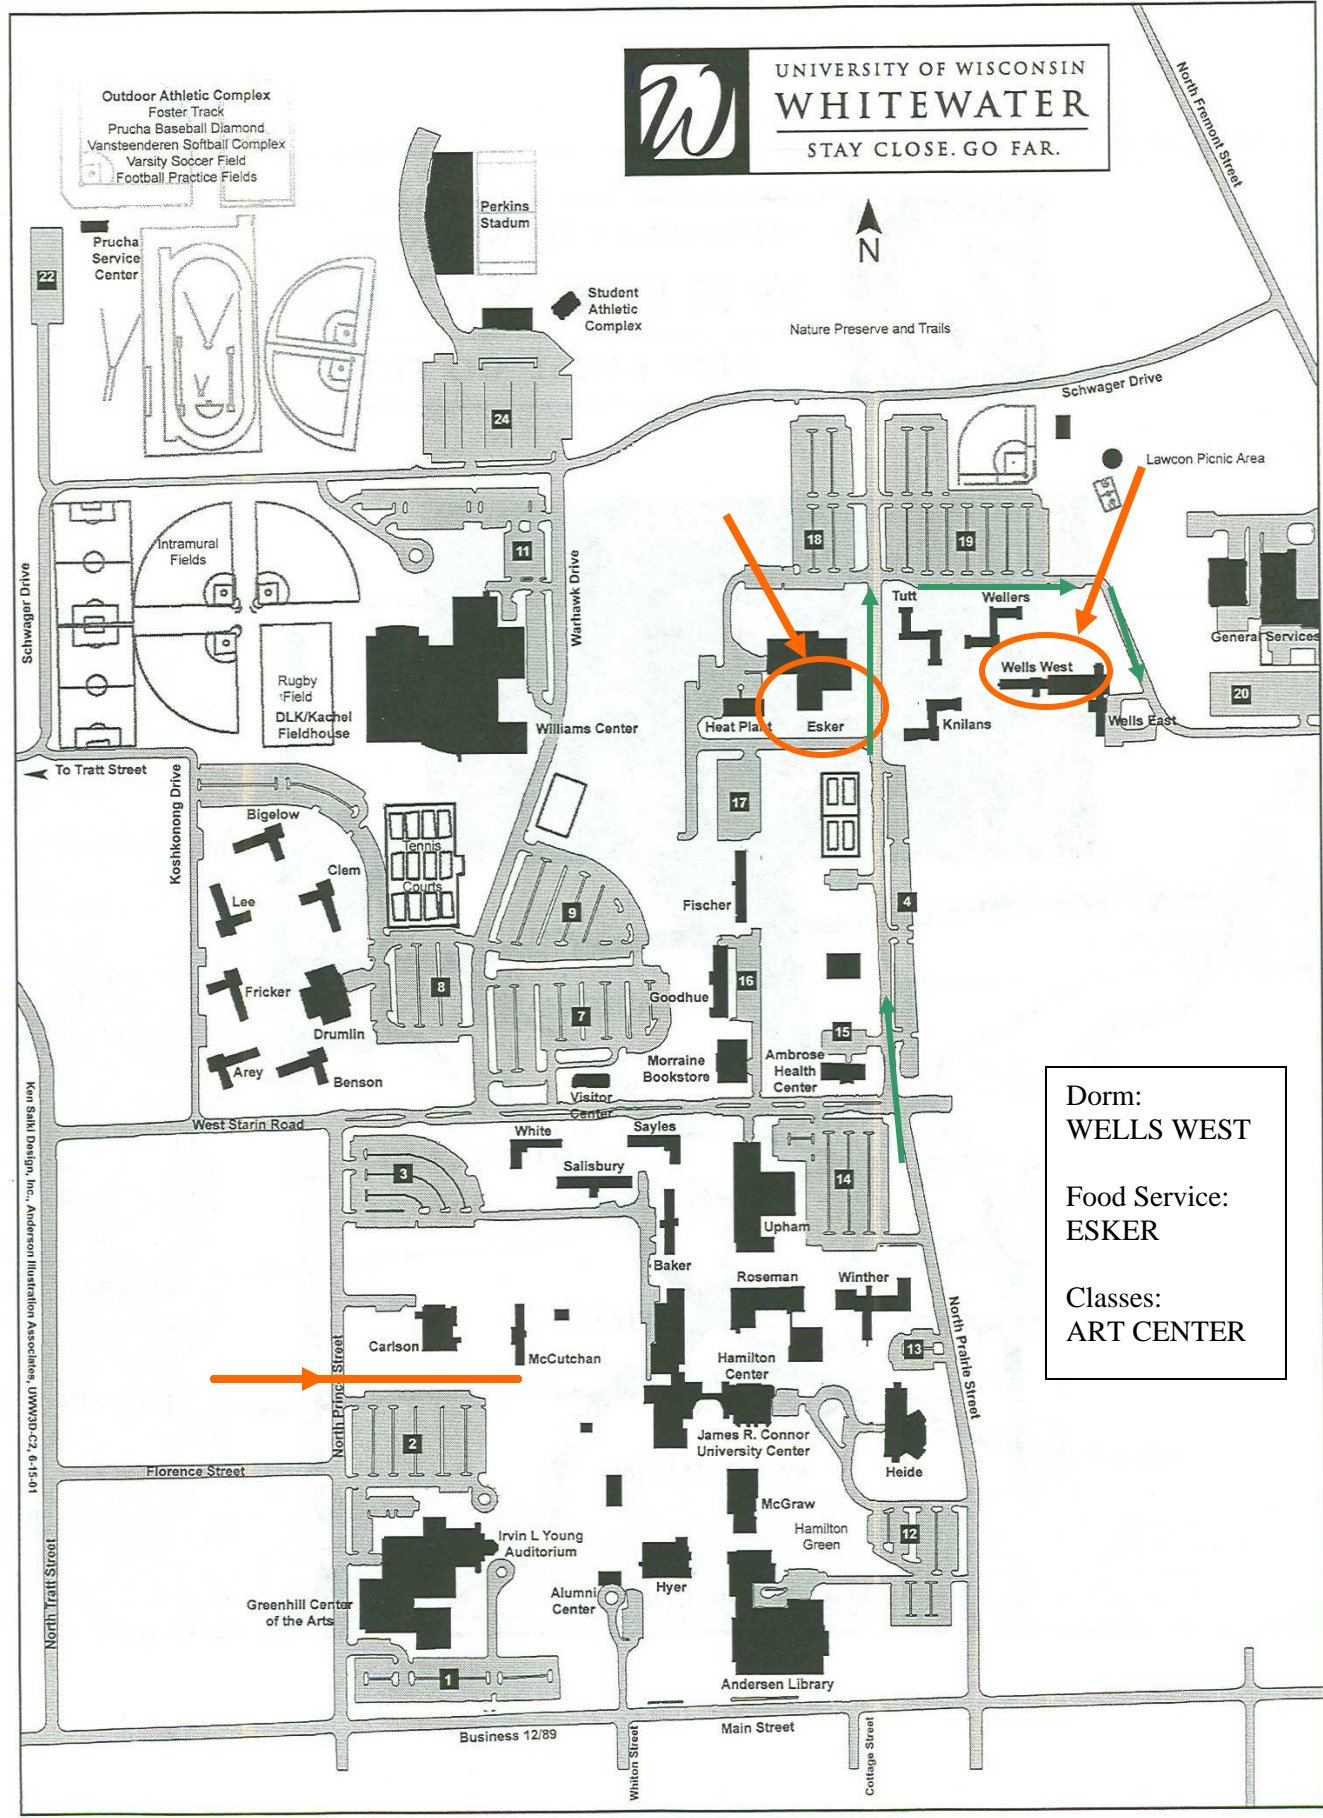 UNIVERSITY OF WISCONSIN
WHITEWATER
STAY CLOSE. GO FAR.
N
Outdoor Athletic Complex
Foster Track
Prucha Baseball Diamond
Vansteenderen Softball Complex
Varsity Soccer Field
Football Practice Fields
North Fremont Street
Perkins
Stadum
Prucha
Service
Center
22
Student
Athletic
Complex
Nature Preserve and Trails
Schwager Drive
24
Lawcon Picnic Area
18
19
11
Intramural
Fields
Warhawk Drive
Schwager Drive
Tutt
Wellers
General Services
Wells West
20
Rugby
Field
DLK/Kachel
Fieldhouse
Williams Center
Heat Plant
Esker
Knilans
Wells East
To Tratt Street
Koshkonong Drive
17
Bigelow
Tennis
Courts
Clem
Lee
Fischer
4
9
Fricker
8
16
Goodhue
7
Drumlin
15
Arey
Benson
Morraine
Bookstore
Ambrose
Health
Center
Visitor
Center
West Starin Road
White
Sayles
Salisbury
3
14
Upham
Baker
Dorm:
WELLS WEST
Food Service:
ESKER
Classes:
ART CENTER
Ken Saiki Design, Inc., Anderson Illustration Associates, UWW3D-C2, 6-15-01
Roseman
Winther
North Prairie Street
Carlson
McCutchan
13
Hamilton
Center
North Prince Street
2
James R. Connor
University Center
Heide
Florence Street
McGraw
Hamilton
Green
12
Irvin L Young
Auditorium
Hyer
Alumni
Center
Greenhill Center
of the Arts
North Tratt Street
1
Andersen Library
Business 12/89
Main Street
Whiton Street
Cottage Street